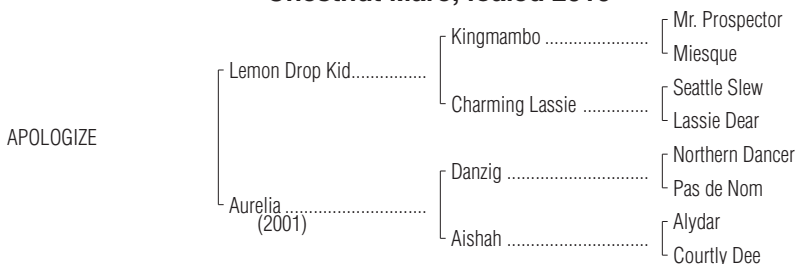 Chestnut Mare, foaled
Mr. Prospector
Kingmambo ....................
Miesque
Lemon Drop Kid................
Seattle Slew
Charming Lassie ..............
Lassie Dear
APOLOGIZE
Northern Dancer
Danzig ..............................
Pas de Nom
Aurelia ..............................
(2001)
Alydar
Aishah ..............................
Courtly Dee